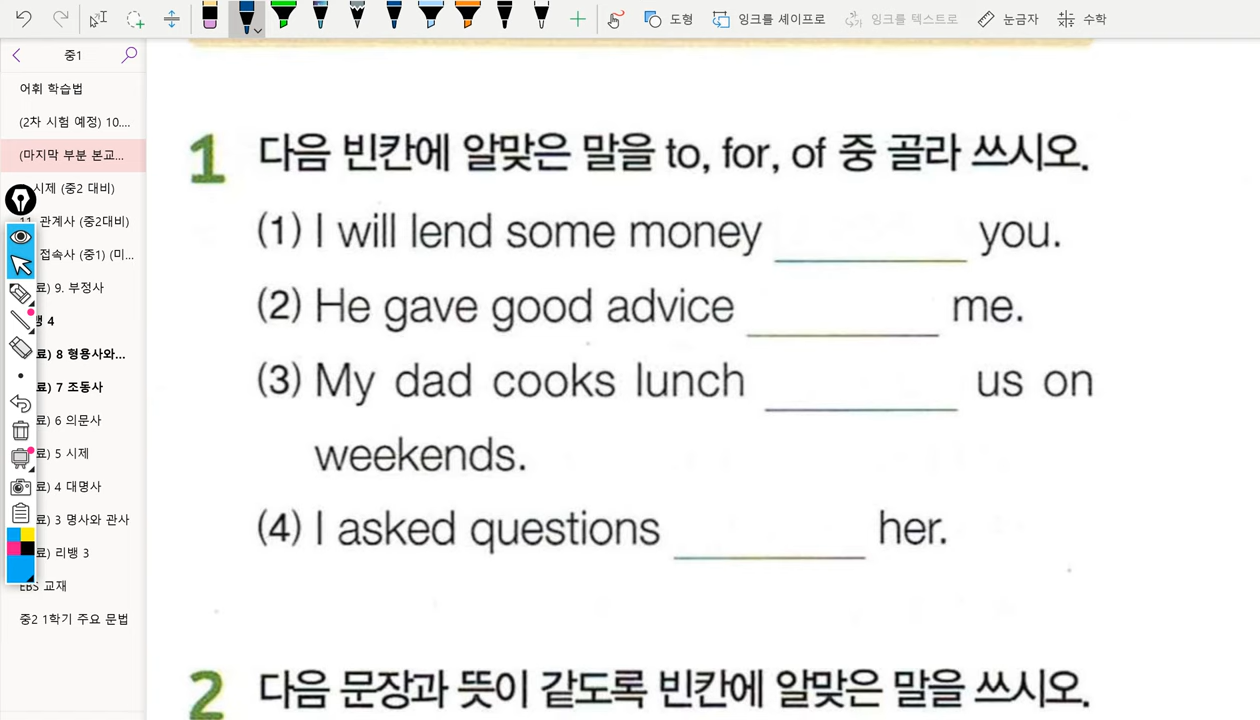 도형
잉크를 셰이프로
잉크를 텍스트로
눈금자
수학
중1
어휘 학습법
(2차 시험 예정) 10....
(마지막 부분 본교...
시제 (중2 대비)
관계사 (중2대비)
접속사 (중1) (미...
료) 9. 부정사
뱅 4
료) 8 형용사와...
료) 7 조동사
료) 6 의문사
료) 5 시제
료) 4 대명사
료) 3 명사와 관사
료) 리뱅 3
EBS 교재
중2 1학기 주요 문법
1 다음 빈칸에 알맞은 말을 to, for, of 중 골라 쓰시오.
(1) I will lend some money ________ you.
(2) He gave good advice ________ me.
(3) My dad cooks lunch ________ us on
weekends.
(4) I asked questions ________ her.
2 다음 문장과 뜻이 같도록 빈칸에 알맞은 말을 쓰시오.